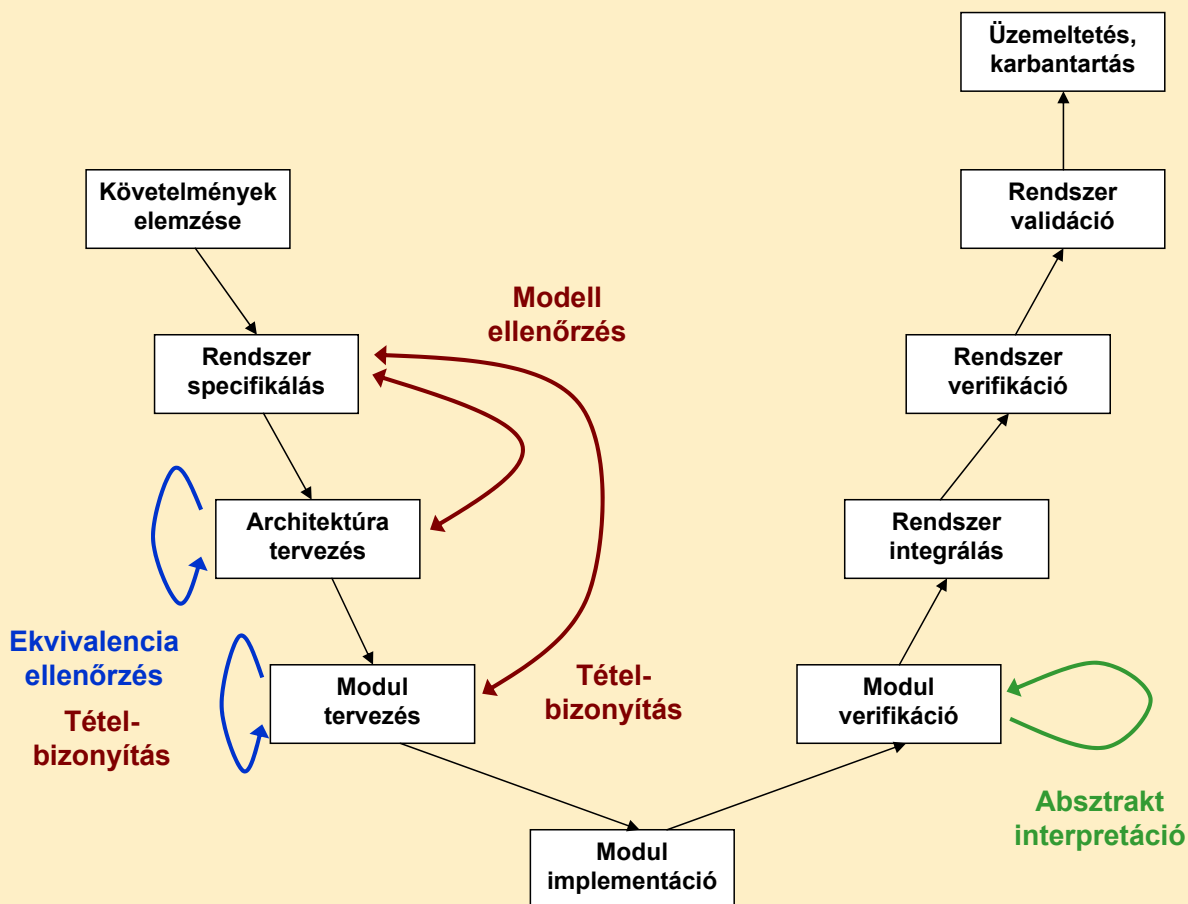 Üzemeltetés,
karbantartás
Követelmények
elemzése
Rendszer
validáció
Modell
ellenőrzés
Rendszer
specifikálás
Rendszer
verifikáció
Architektúra
tervezés
Rendszer
integrálás
Ekvivalencia
ellenőrzés
Tétel-
bizonyítás
Modul
tervezés
Tétel-
bizonyítás
Modul
verifikáció
Absztrakt
interpretáció
Modul
implementáció